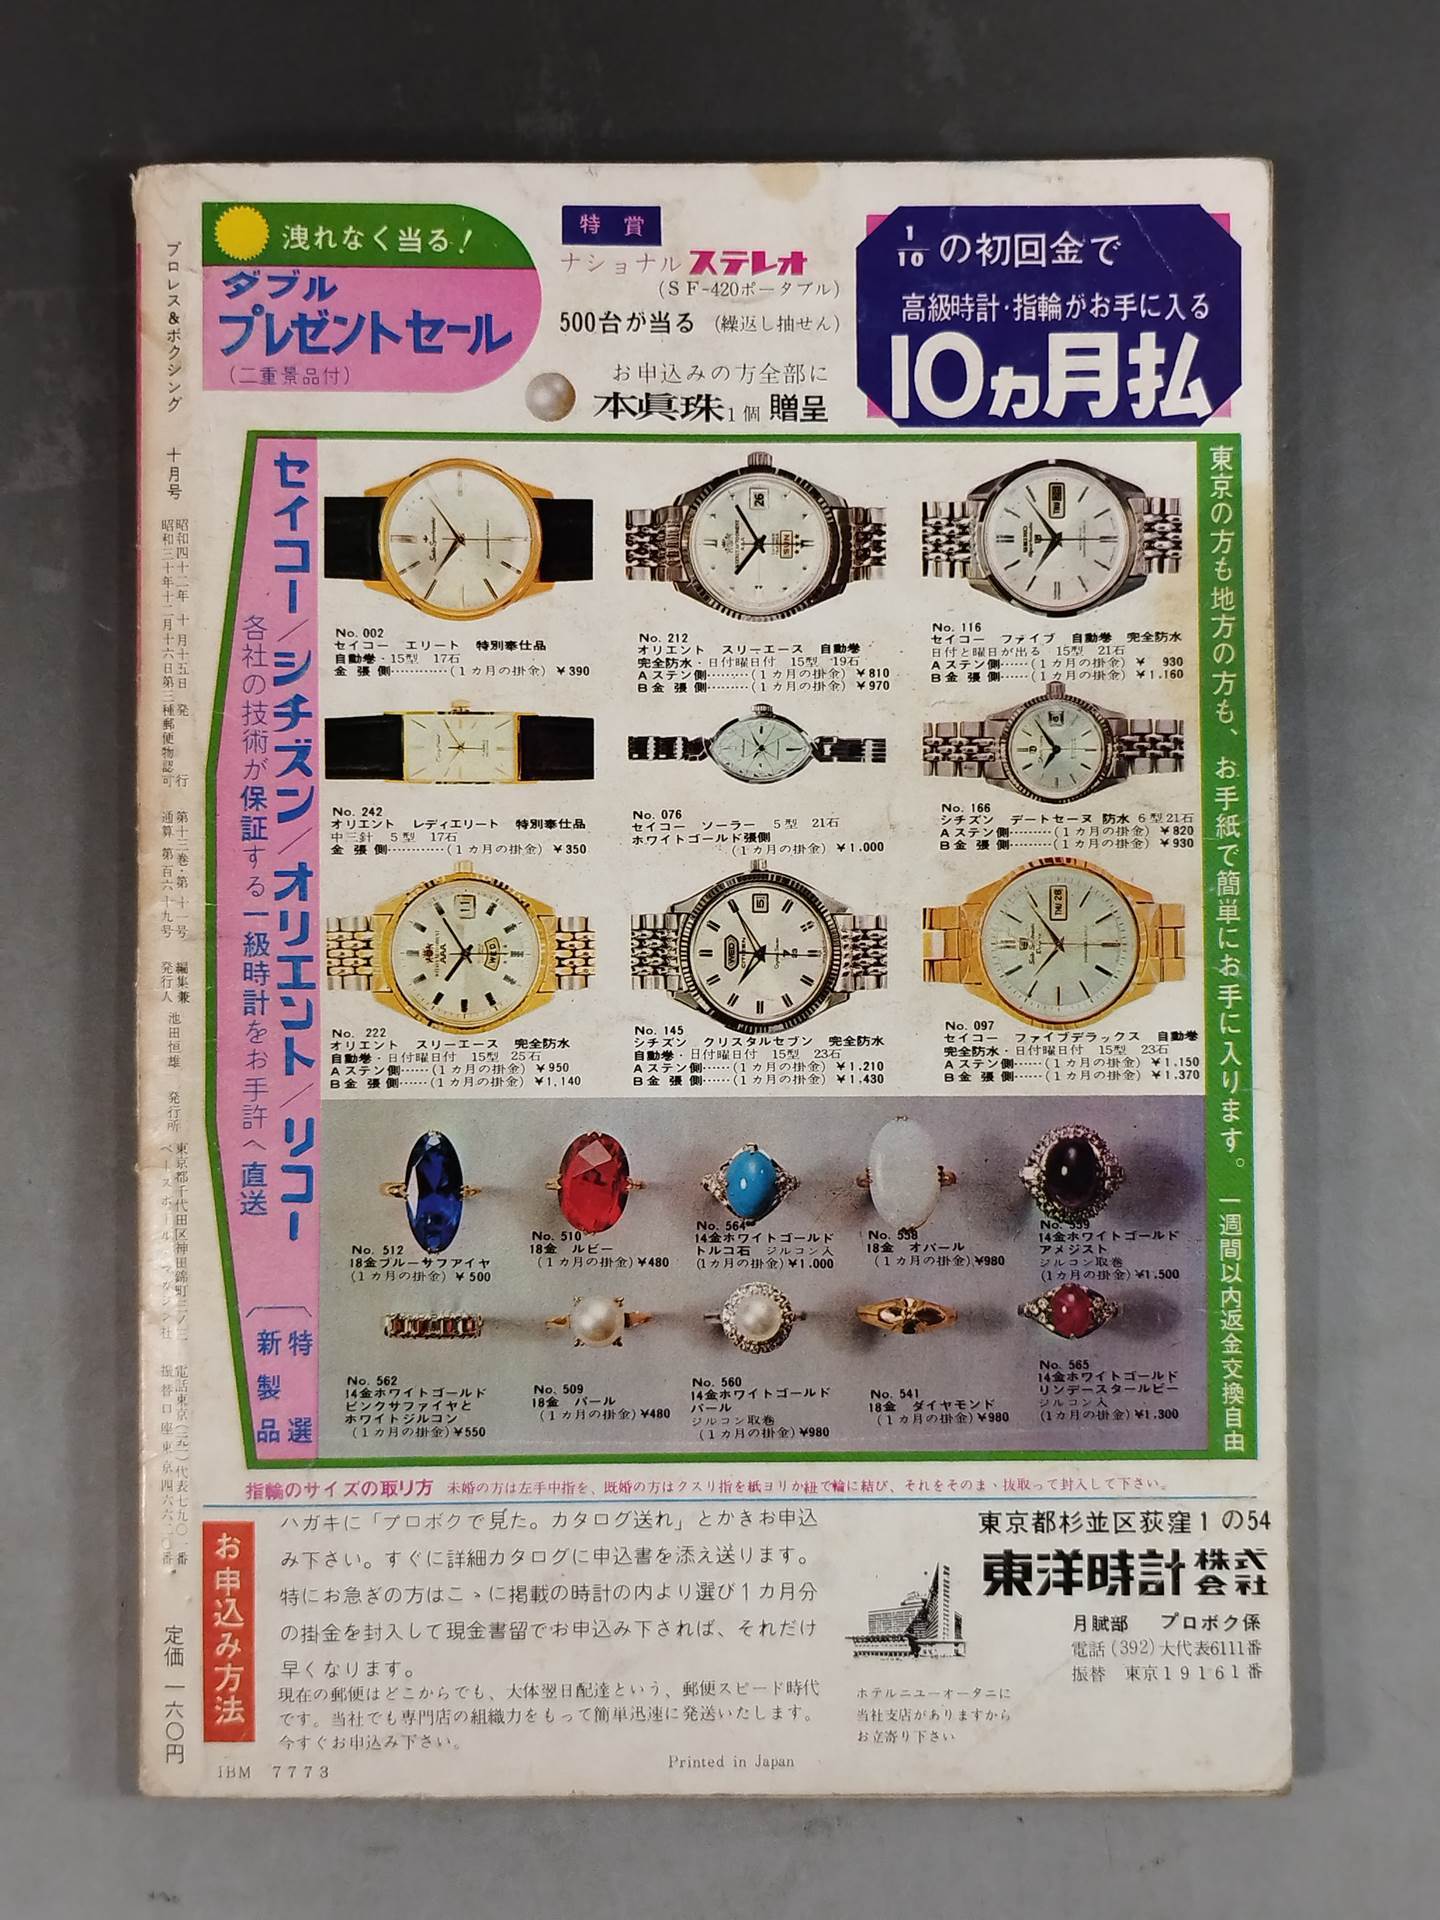 プロレス&ボクシング 十月号
昭和四十二年 十月十五日 発 行 第十三巻・第十一号 編集兼
昭和三十年十二月十六日第三種郵便物認可 通算 第百六十九号 発行人 池田恒雄 発行所
東京都千代田区神田錦町三ノ三
ベースボール・マガジン社
定価 一六〇円
洩れなく当る!
ダブル
プレゼントセール
(二重景品付)
特賞
ナショナル ステレオ
(SF-420ポータブル)
500台が当る (繰返し抽せん)
お申込みの方全部に
本眞珠1個 贈呈
1/10 の初回金で
高級時計・指輪がお手に入る
10ヵ月払
セイコー/シチズン/オリエント/リコー
各社の技術が保証する一級時計をお手許へ直送
特選
新製品
東京の方も地方の方も、お手紙で簡単にお手に入ります。 一週間以内返金交換自由
No. 002
セイコー エリート 特別奉仕品
自動巻・15型 17石
金張側………(1カ月の掛金) ¥390
No. 212
オリエント スリーエース 自動巻
完全防水・日付曜日付 15型 19石
Aステン側……(1カ月の掛金) ¥810
B金張側………(1カ月の掛金) ¥970
No. 116
セイコー ファイブ 自動巻 完全防水
日付と曜日が出る 15型 21石
Aステン側……(1カ月の掛金) ¥ 930
B金張側……(1カ月の掛金) ¥1.160
No. 242
オリエント レディエリート 特別奉仕品
中三針 5型 17石
金張側………(1カ月の掛金) ¥350
No. 076
セイコー ソーラー 5型 21石
ホワイトゴールド張側
(1カ月の掛金) ¥1.000
No. 166
シチズン デートセーヌ 防水 6型21石
Aステン側………(1カ月の掛金) ¥820
B金張側………(1カ月の掛金) ¥930
No. 222
オリエント スリーエース 完全防水
自動巻・日付曜日付 15型 25石
Aステン側……(1カ月の掛金) ¥950
B金張側……(1カ月の掛金) ¥1,140
No. 145
シチズン クリスタルセブン 完全防水
自動巻・日付曜日付 15型 23石
Aステン側……(1カ月の掛金) ¥1.210
B金張側……(1カ月の掛金) ¥1.430
No. 097
セイコー ファイブデラックス 自動巻
完全防水・日付曜日付 15型 23石
Aステン側……(1カ月の掛金) ¥1.150
B金張側……(1カ月の掛金) ¥1.370
No. 512
18金ブルーサファイヤ
(1カ月の掛金) ¥500
No. 510
18金 ルビー
(1カ月の掛金) ¥480
No. 564
14金ホワイトゴールド
トルコ石 ジルコン入
(1カ月の掛金) ¥1.000
No. 558
18金 オパール
(1カ月の掛金) ¥980
No. 559
14金ホワイトゴールド
アメジスト
ジルコン取巻
(1カ月の掛金) ¥1.500
No. 562
14金ホワイトゴールド
ピンクサファイヤと
ホワイトジルコン
(1カ月の掛金) ¥550
No. 509
18金 パール
(1カ月の掛金) ¥480
No. 560
14金ホワイトゴールド
パール
ジルコン取巻
(1カ月の掛金) ¥980
No. 541
18金 ダイヤモンド
(1カ月の掛金) ¥980
No. 565
14金ホワイトゴールド
リンデースタールビー
ジルコン入
(1カ月の掛金) ¥1.300
指輪のサイズの取り方 未婚の方は左手中指を、既婚の方はクスリ指を紙ヨリか紐で輪に結び、それをそのまゝ抜取って封入して下さい。
お申込み方法
ハガキに「プロボクで見た。カタログ送れ」とかきお申込
み下さい。すぐに詳細カタログに申込書を添え送ります。
特にお急ぎの方はこゝに掲載の時計の内より選び1カ月分
の掛金を封入して現金書留でお申込み下されば、それだけ
早くなります。
現在の郵便はどこからでも、大体翌日配達という、郵便スピード時代
です。当社でも専門店の組織力をもって簡単迅速に発送いたします。
今すぐお申込み下さい。
ホテルニューオータニに
当社支店がありますから
お立寄り下さい
東京都杉並区荻窪1の54
東洋時計株式会社
月賦部 プロボク係
電話(392)大代表6111番
振替 東京19161番
IBM 7773
Printed in Japan